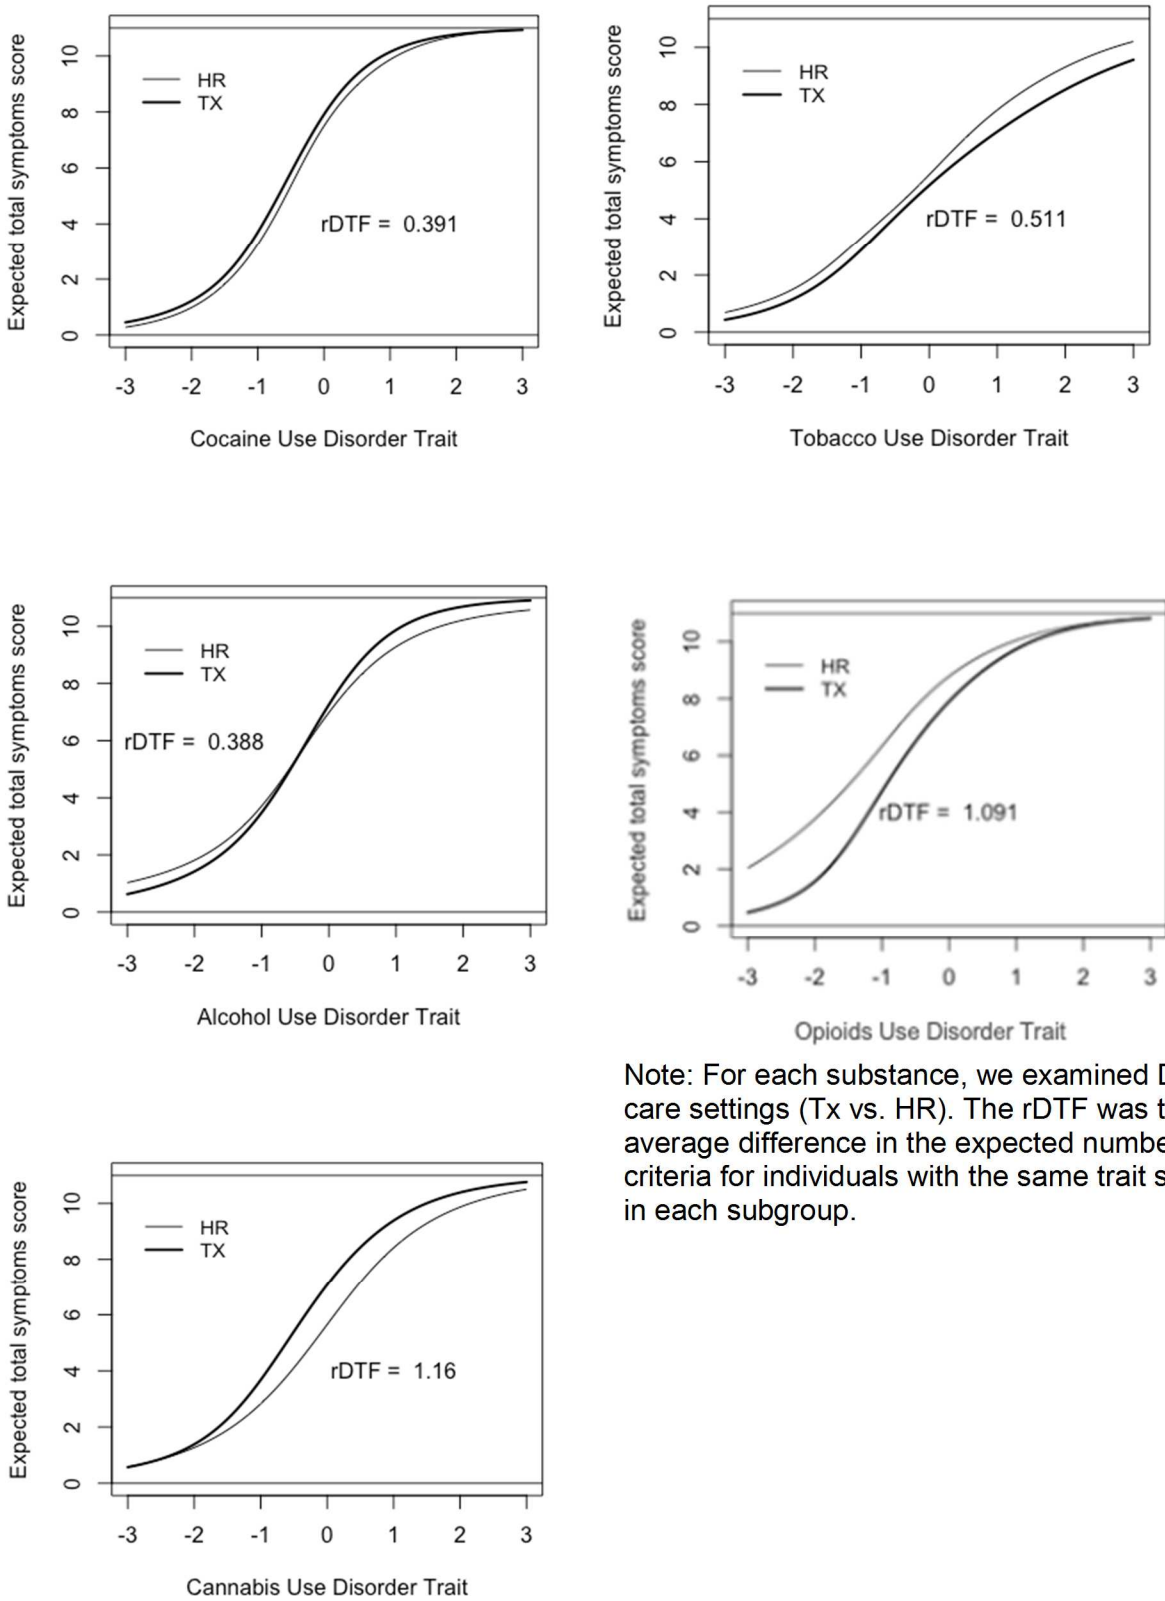 Expected total symptoms score
10
8
6
4
2
0
HR
TX
rDTF = 0.391
-3 -2 -1 0 1 2 3
Cocaine Use Disorder Trait
Expected total symptoms score
10
8
6
4
2
0
HR
TX
rDTF = 0.511
-3 -2 -1 0 1 2 3
Tobacco Use Disorder Trait
Expected total symptoms score
10
8
6
4
2
0
HR
TX
rDTF = 0.388
-3 -2 -1 0 1 2 3
Alcohol Use Disorder Trait
Expected total symptoms score
10
8
6
4
2
0
HR
TX
rDTF = 1.091
-3 -2 -1 0 1 2 3
Opioids Use Disorder Trait
Note: For each substance, we examined
care settings (Tx vs. HR). The rDTF was
average difference in the expected
criteria for individuals with the same trait
in each subgroup.
Expected total symptoms score
10
8
6
4
2
0
HR
TX
rDTF = 1.16
-3 -2 -1 0 1 2 3
Cannabis Use Disorder Trait